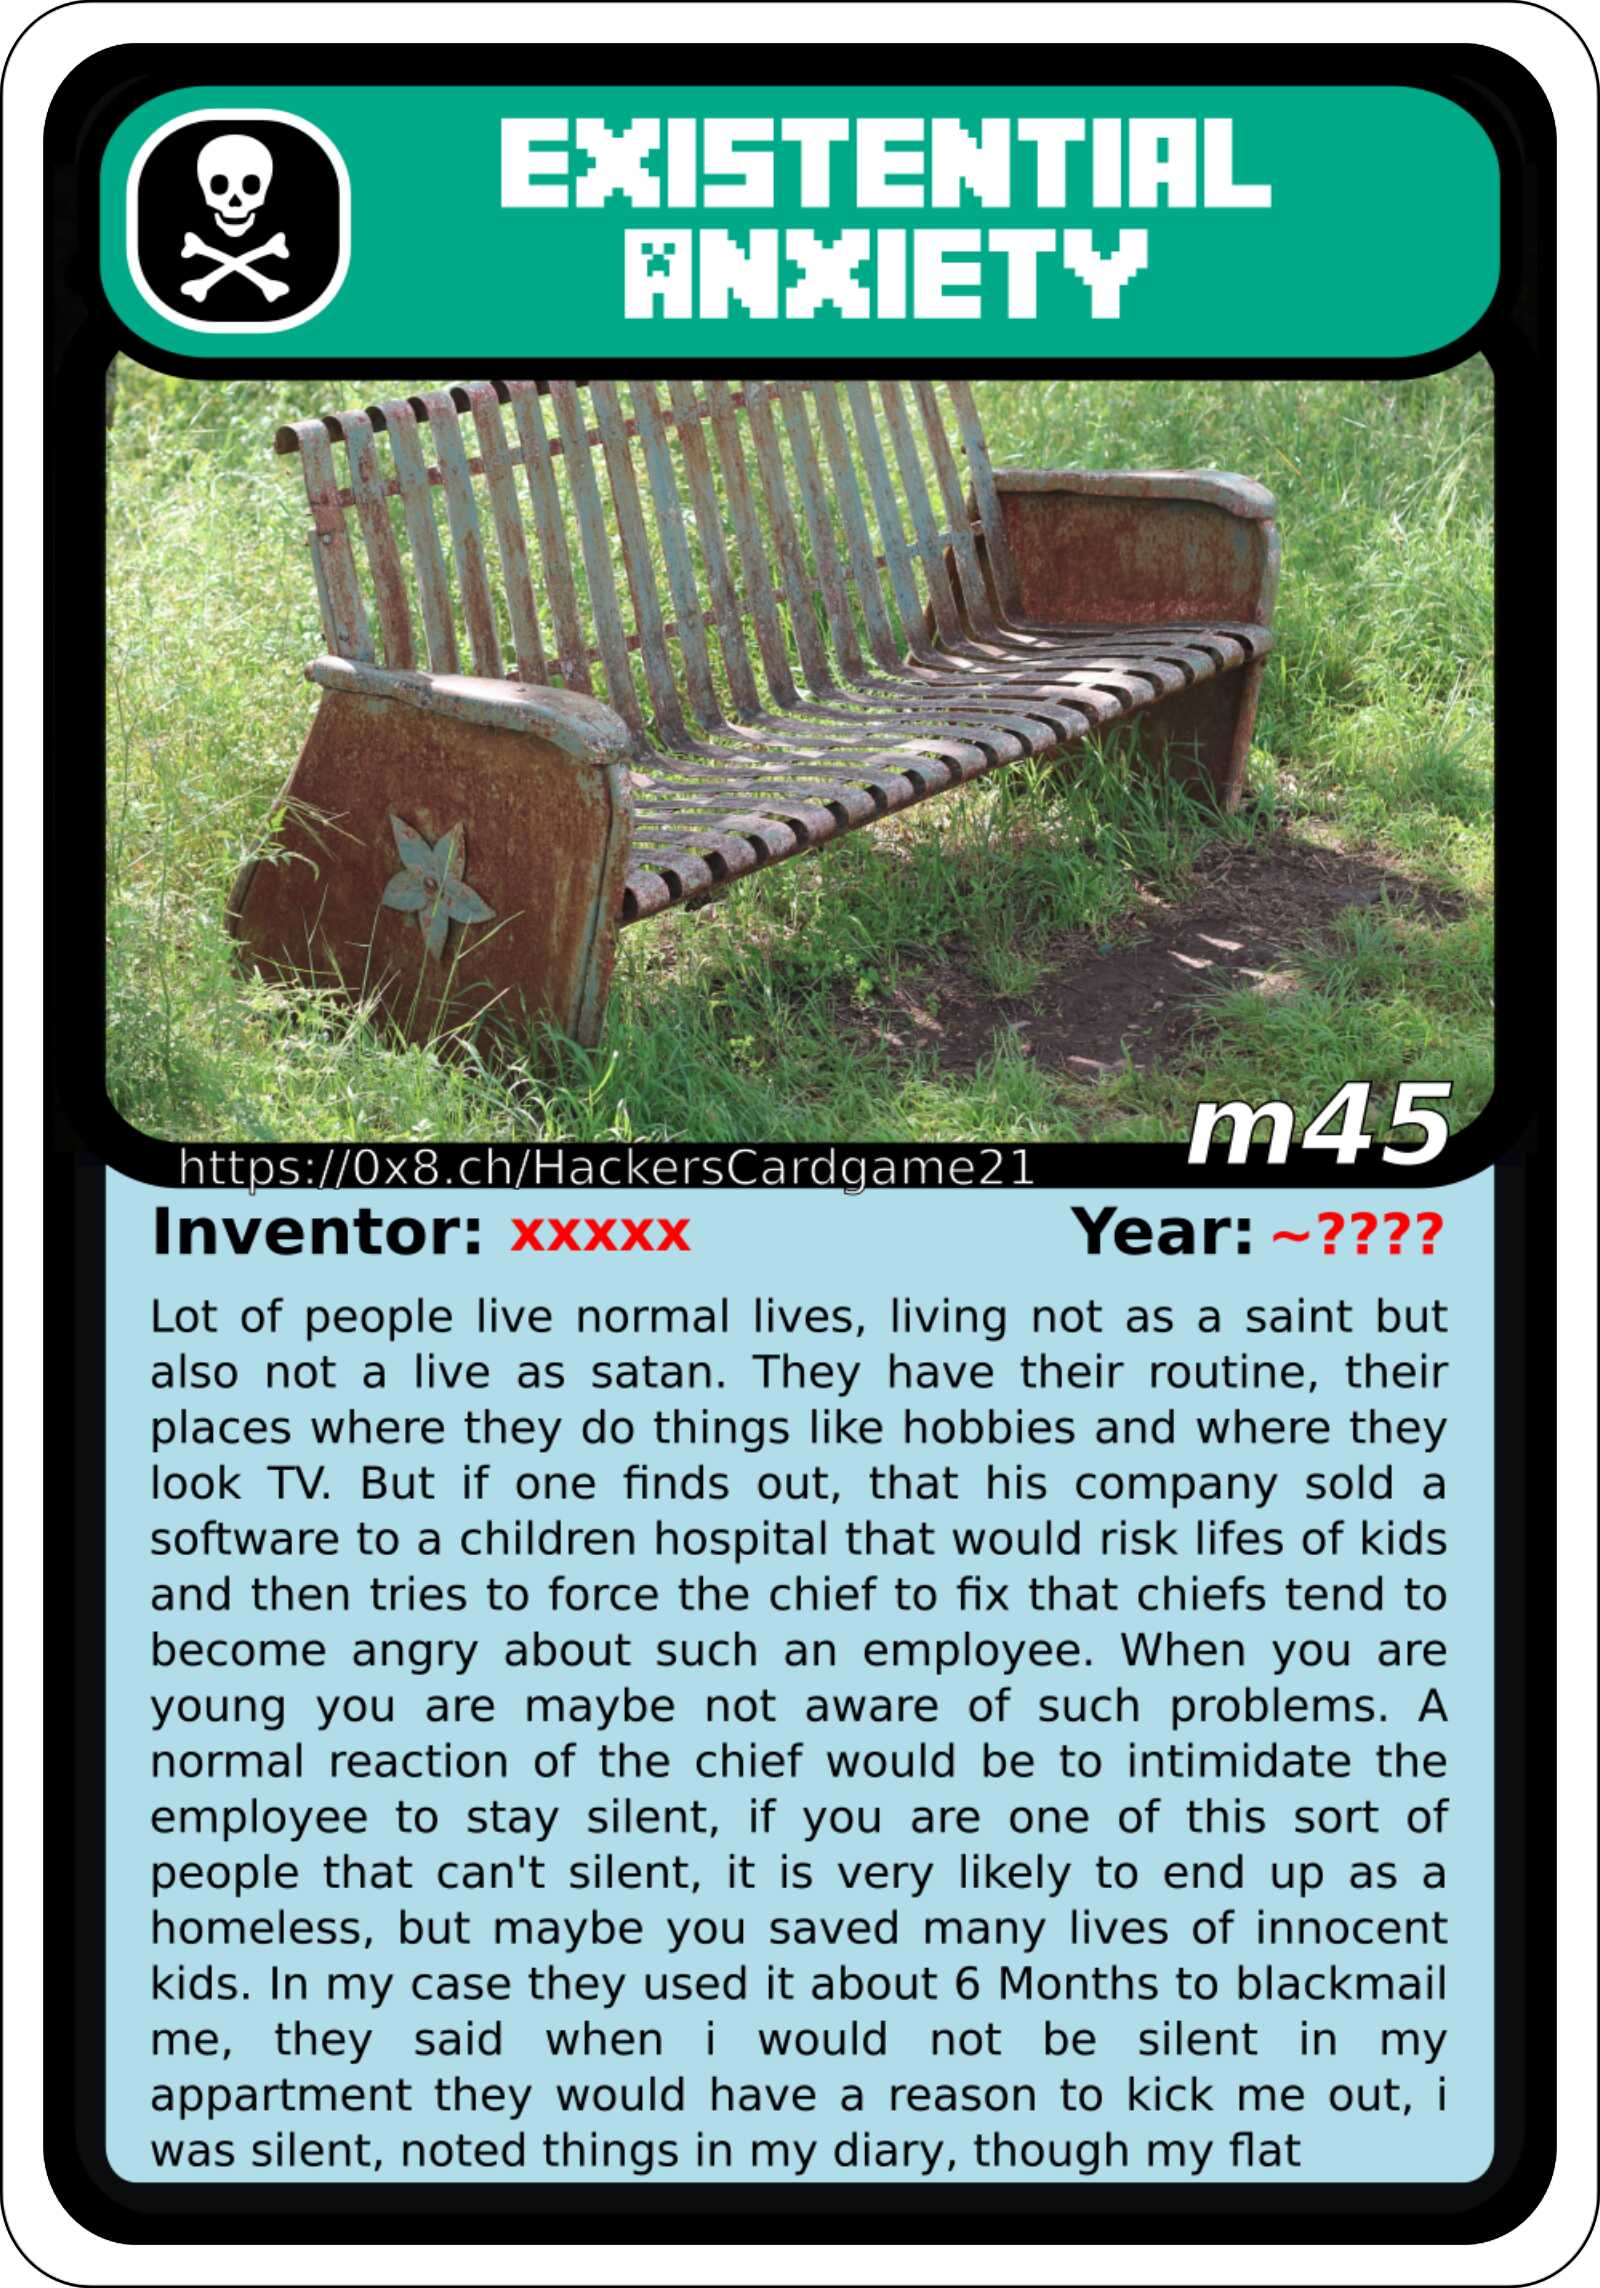 EXISTENTIAL
ANXIETY
m45
https://0x8.ch/HackersCardgame21
Inventor: xxxxx Year: ~????
Lot of people live normal lives, living not as a saint but
also not a live as satan. They have their routine, their
places where they do things like hobbies and where they
look TV. But if one finds out, that his company sold a
software to a children hospital that would risk lifes of kids
and then tries to force the chief to fix that chiefs tend to
become angry about such an employee. When you are
young you are maybe not aware of such problems. A
normal reaction of the chief would be to intimidate the
employee to stay silent, if you are one of this sort of
people that can't silent, it is very likely to end up as a
homeless, but maybe you saved many lives of innocent
kids. In my case they used it about 6 Months to blackmail
me, they said when i would not be silent in my
appartment they would have a reason to kick me out, i
was silent, noted things in my diary, though my flat